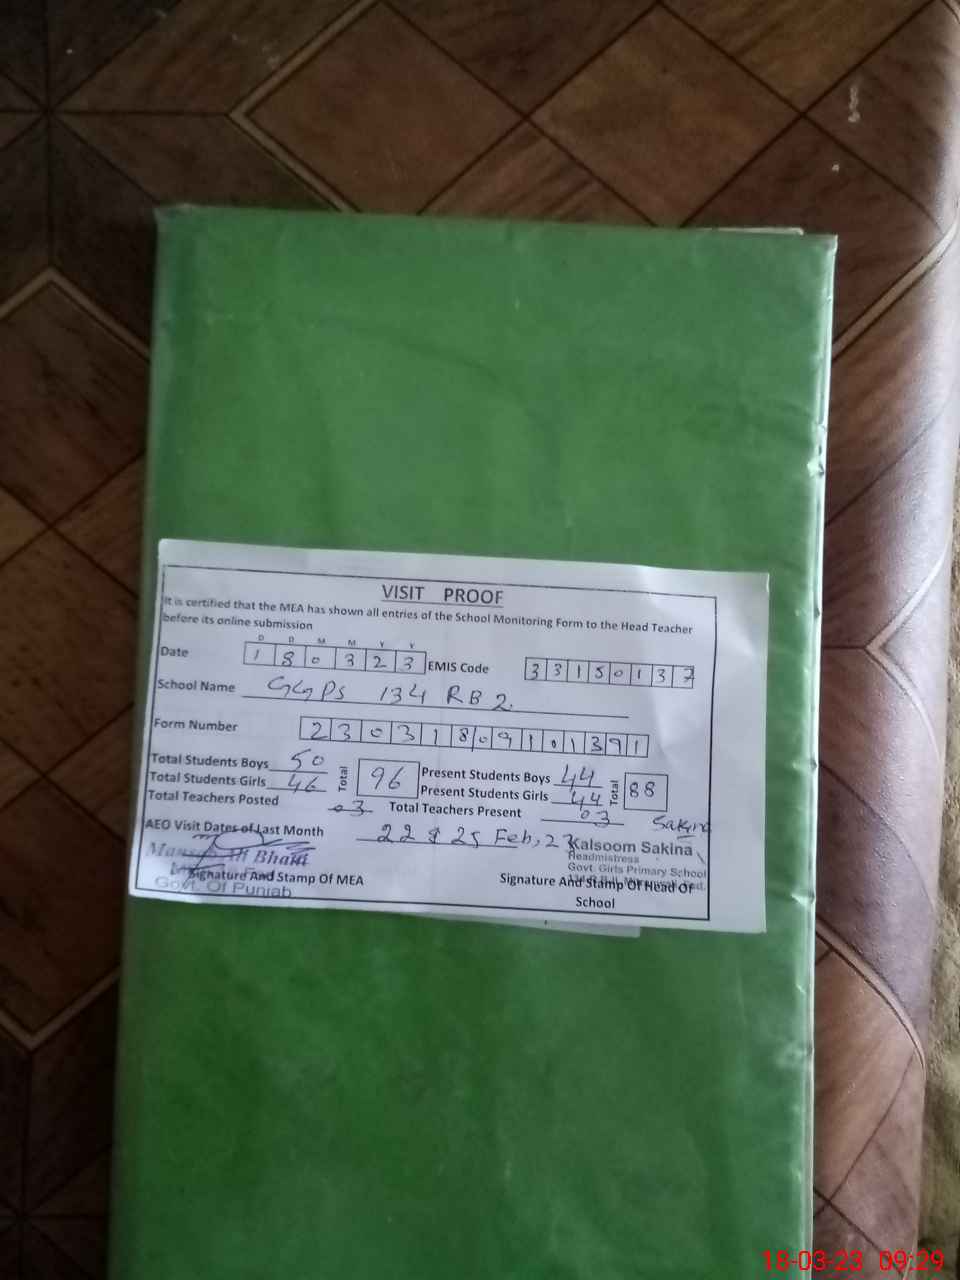 VISIT PROOF
It is certified that the MEA has shown all entries of the School Monitoring Form to the Head Teacher
before its online submission
D D M M Y Y
Date 1 8 0 3 2 3 EMIS Code 3 3 1 5 0 1 3 7
School Name GGPS 134 RB 2
Form Number 2 3 0 3 1 8 0 9 1 0 1 3 9 1
Total Students Boys 50 Total 96 Present Students Boys 44 Total 88
Total Students Girls 46 Present Students Girls 44
Total Teachers Posted 03 Total Teachers Present 03
Sakina
AEO Visit Dates of Last Month 22 & 25 Feb, 23
Ali Bhatti
Kalsoom Sakina
Headmistress
Govt. Girls Primary School
Signature And Stamp Of MEA
Govt. Of Punjab
Signature And Stamp Of Head Of
School
18-03-23 09:29